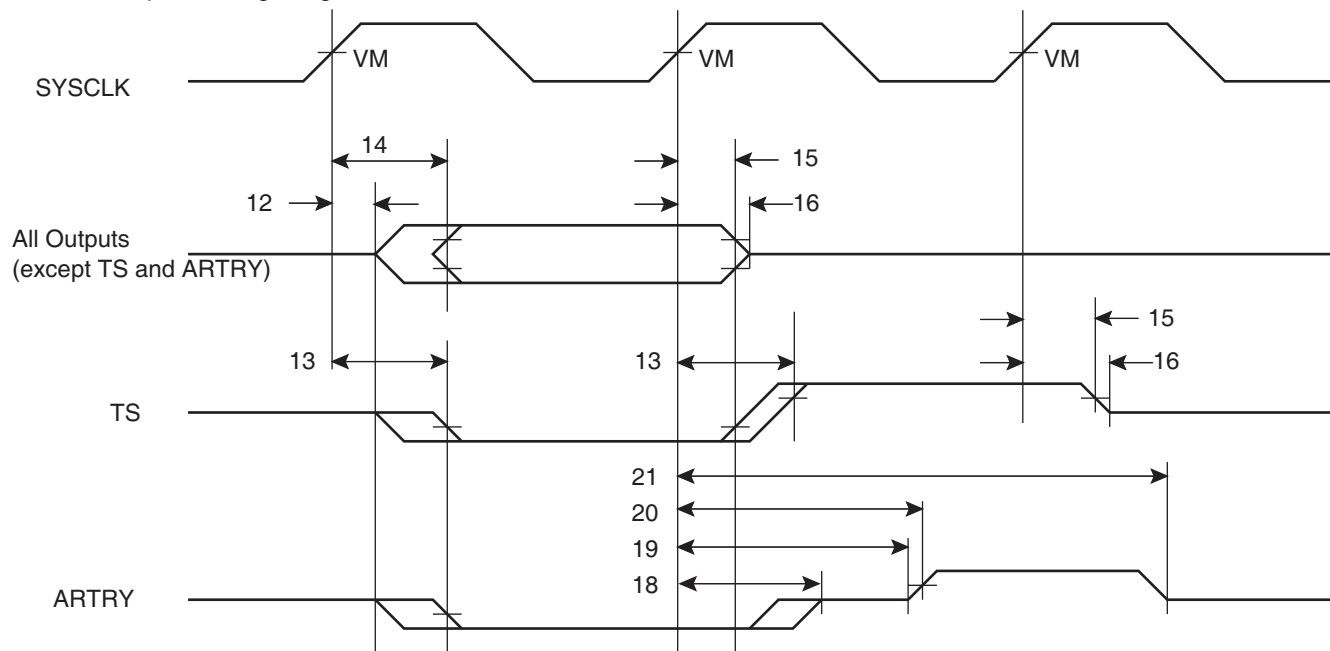 VM
VM
VM
SYSCLK
14
15
12
16
All Outputs
(except TS and ARTRY)
15
13
13
16
TS
21
20
19
18
ARTRY